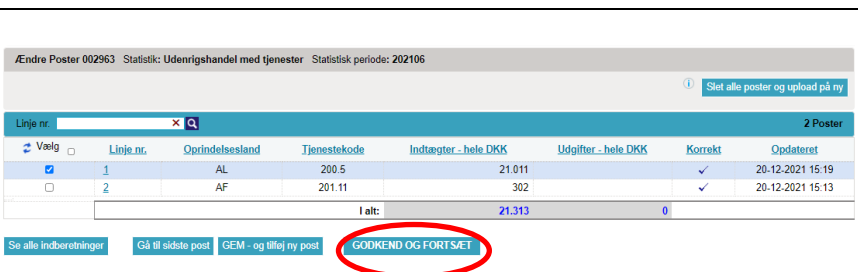 Ændre Poster 002963 Statistik: Udenrigshandel med tjenester Statistisk periode: 202106
Slet alle poster og upload på ny
Linje nr. 2 Poster
Vælg Linje nr. Oprindelsesland Tjenestekode Indtægter - hele DKK Udgifter - hele DKK Korrekt Opdateret
1 AL 200.5 21.011 20-12-2021 15:19
2 AF 201.11 302 20-12-2021 15:13
I alt: 21.313 0
Se alle indberetninger Gå til sidste post GEM - og tilføj ny post GODKEND OG FORTSÆT